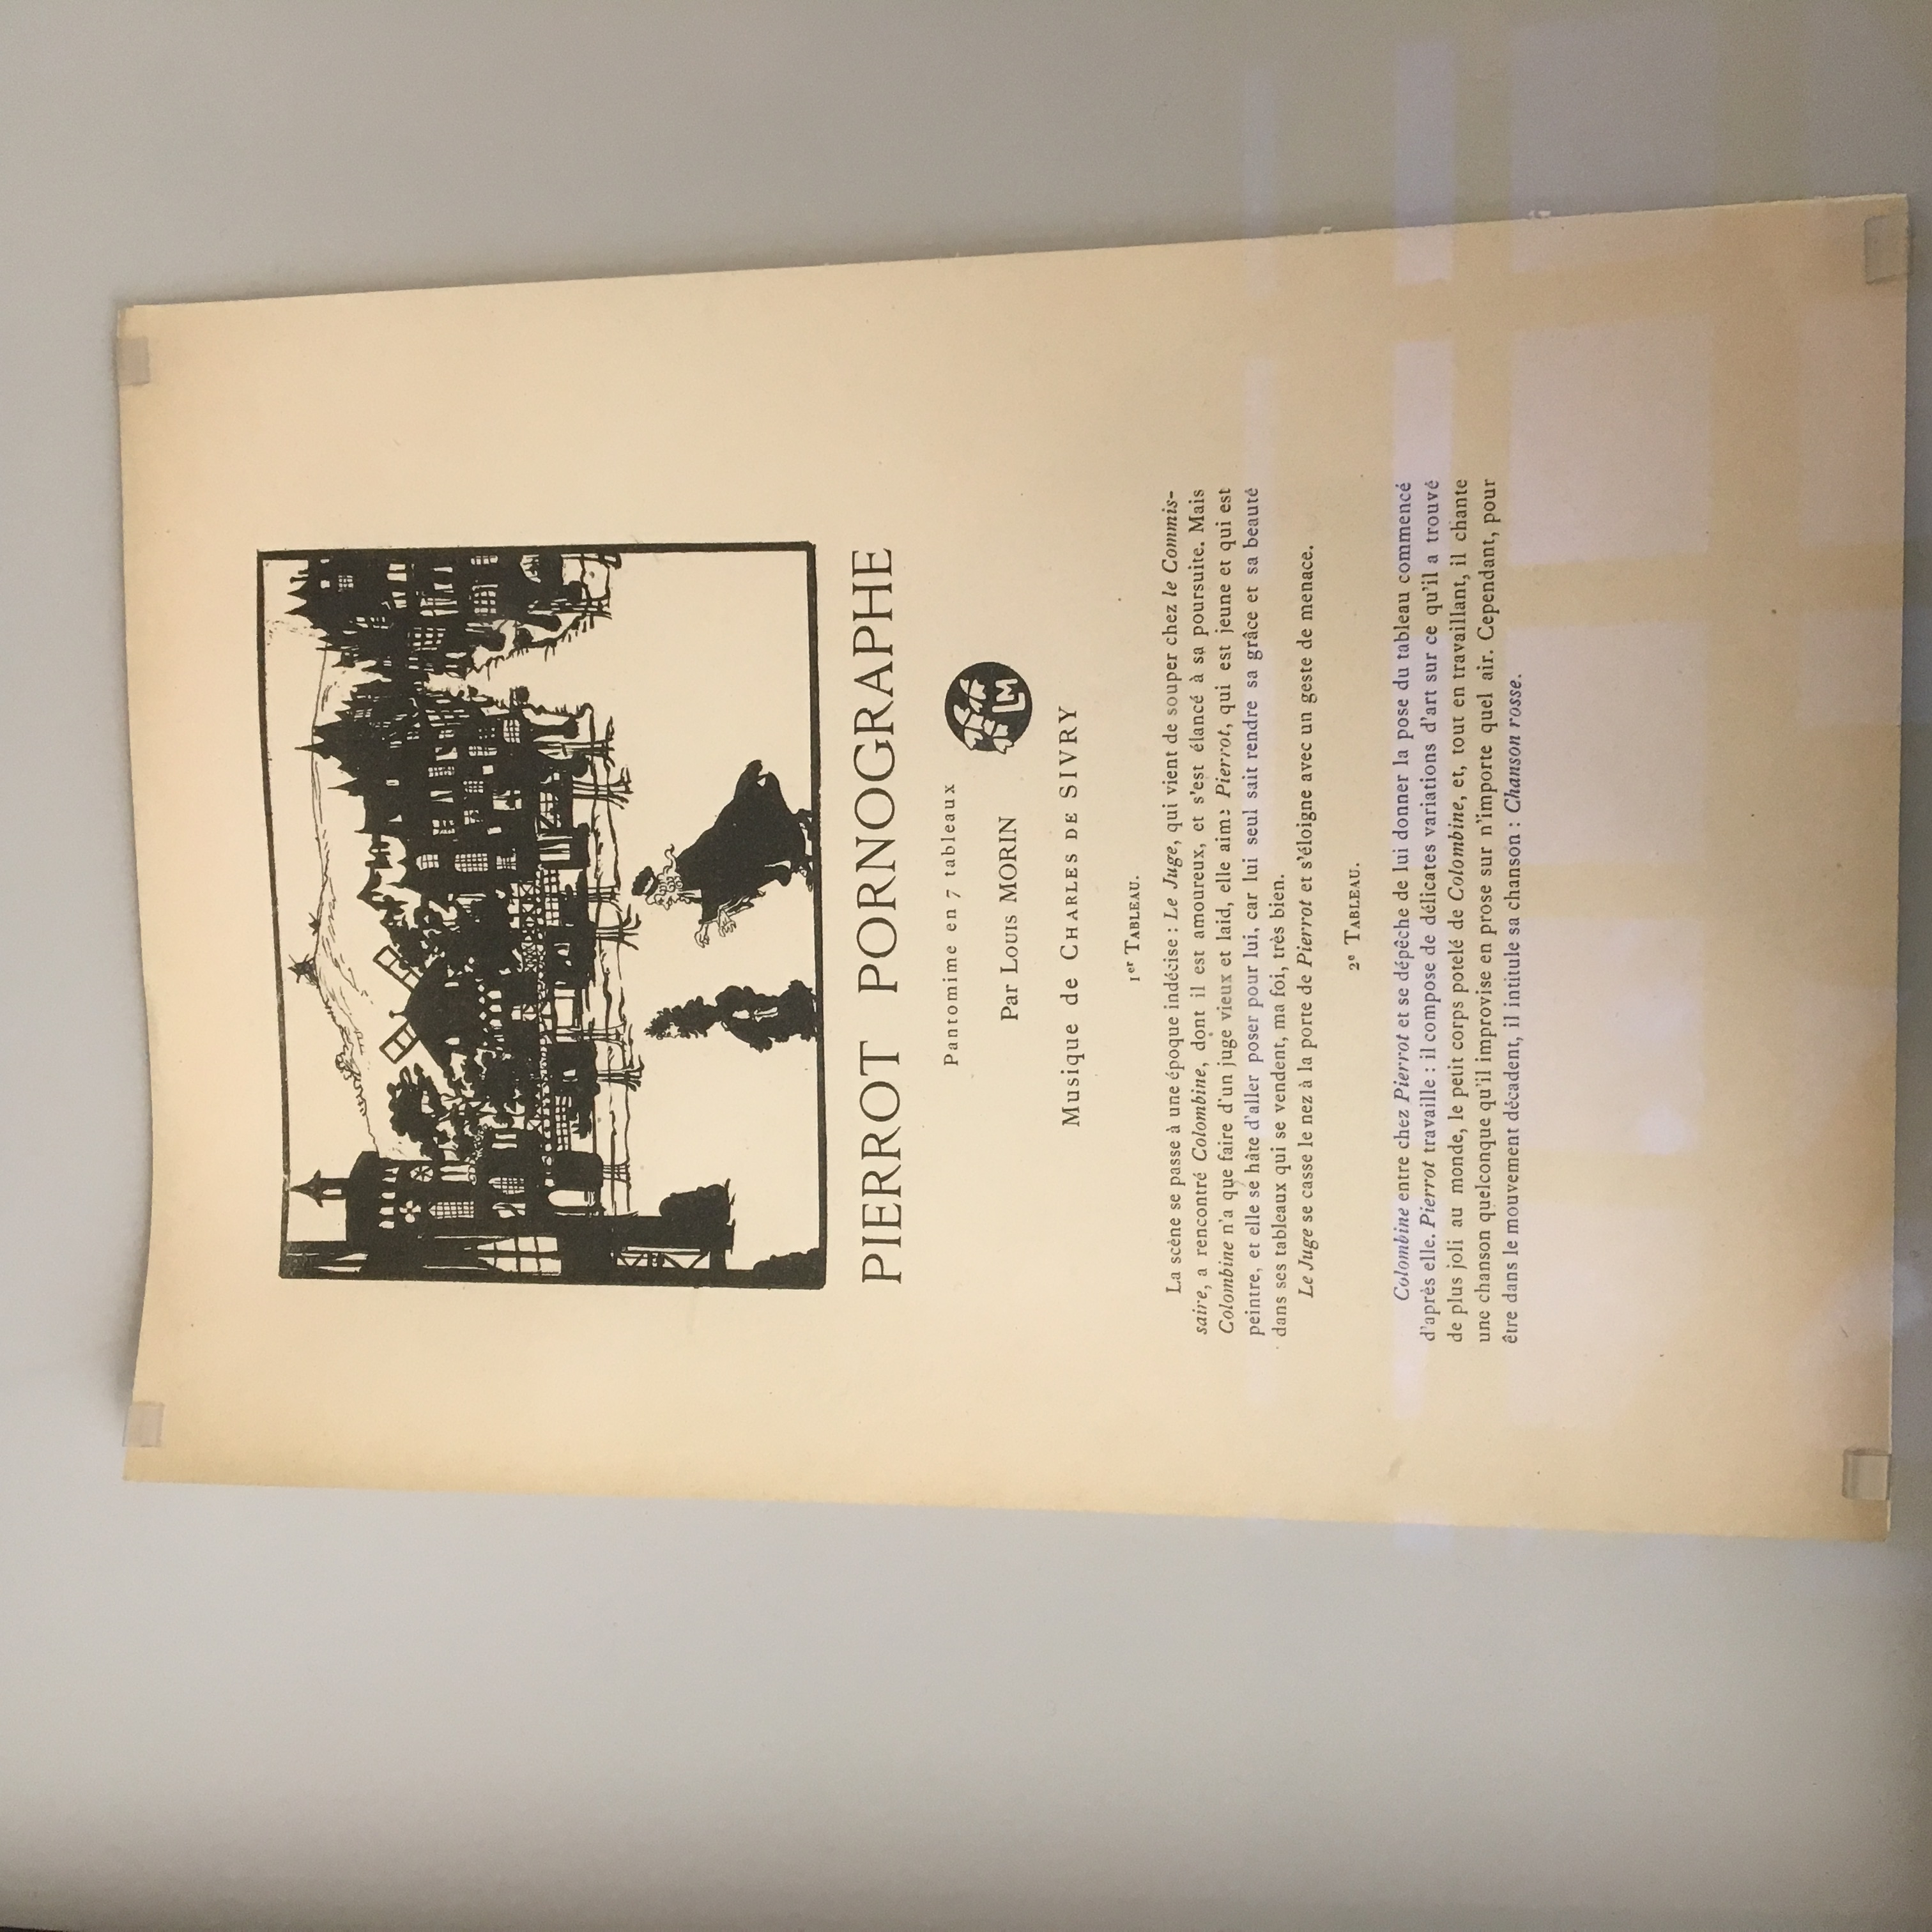 PIERROT PORNOGRAPHE
Pantomime en 7 tableaux
Par Louis MORIN
LM
Musique de CHARLES DE SIVRY
1er TABLEAU.
La scène se passe à une époque indécise : Le Juge, qui vient de souper chez le Commis-
saire, a rencontré Colombine, dont il est amoureux, et s'est élancé à sa poursuite. Mais
Colombine n'a que faire d'un juge vieux et laid, elle aime Pierrot, qui est jeune et qui est
peintre, et elle se hâte d'aller poser pour lui, car lui seul sait rendre sa grâce et sa beauté
dans ses tableaux qui se vendent, ma foi, très bien.
Le Juge se casse le nez à la porte de Pierrot et s'éloigne avec un geste de menace.
2e TABLEAU.
Colombine entre chez Pierrot et se dépêche de lui donner la pose du tableau commencé
d'après elle. Pierrot travaille : il compose de délicates variations d'art sur ce qu'il a trouvé
de plus joli au monde, le petit corps potelé de Colombine, et, tout en travaillant, il chante
une chanson quelconque qu'il improvise en prose sur n'importe quel air. Cependant, pour
être dans le mouvement décadent, il intitule sa chanson : Chanson rosse.